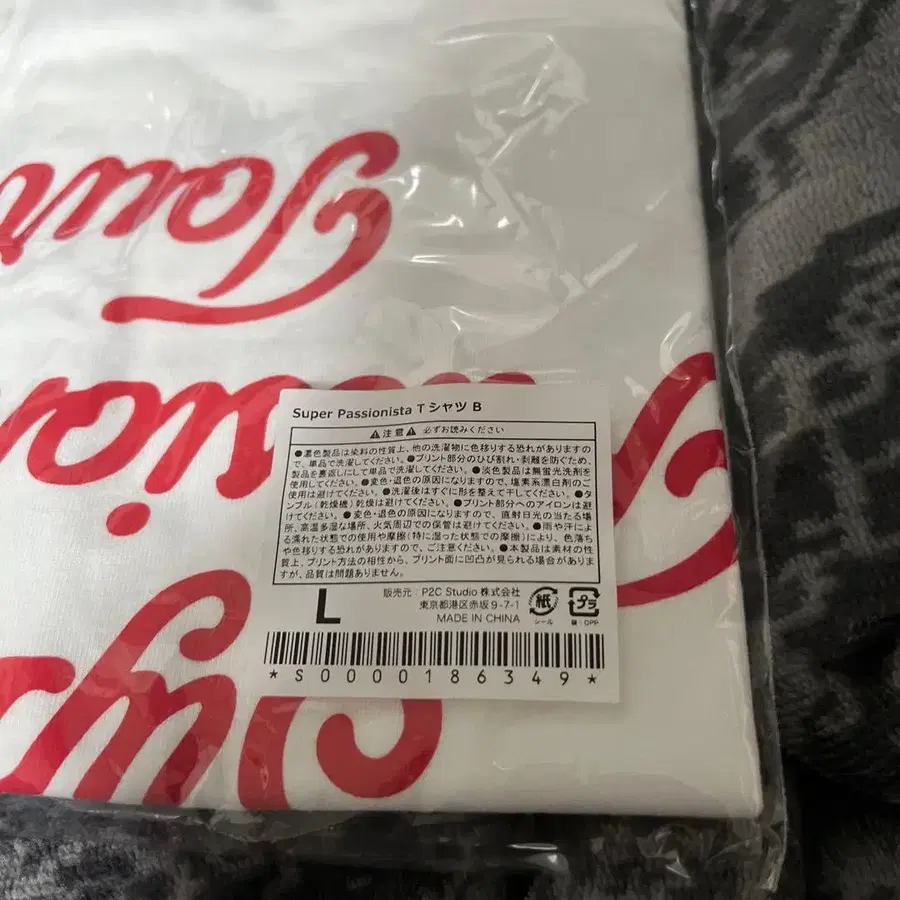 Your
Super Passionista Tシャツ B
⚠注意⚠ 必ずお読みください
●濃色製品は染料の性質上、他の洗濯物に色移りする恐れがありますの
で、単品で洗濯してください。●プリント部分のひび割れ・剥離を防ぐため、
製品を裏返しにして単品で洗濯してください。●淡色製品は無蛍光洗剤を
使用してください。●変色・退色の原因になりますので、塩素系漂白剤のご
使用は避けてください。●洗濯後はすぐに形を整えて干してください。●タ
ンブル(乾燥機)乾燥は避けてください。●プリント部分へのアイロンは避
けてください。●変色・退色の原因になりますので、直射日光の当たる場
所、高温多湿な場所、火気周辺での保管は避けてください。●雨や汗によ
る濡れた状態での使用や摩擦(特に湿った状態での摩擦)により、色落ち
や色移りする恐れがありますので、ご注意ください。●本製品は素材の性
質上、プリント方法の相性から、プリント面に凹凸が見られる場合があり
ますが、品質は問題ありません。
L
販売元:P2C Studio 株式会社
東京都港区赤坂9-7-1
MADE IN CHINA
紙
シール
プラ
袋:OPP
*S0000186349*